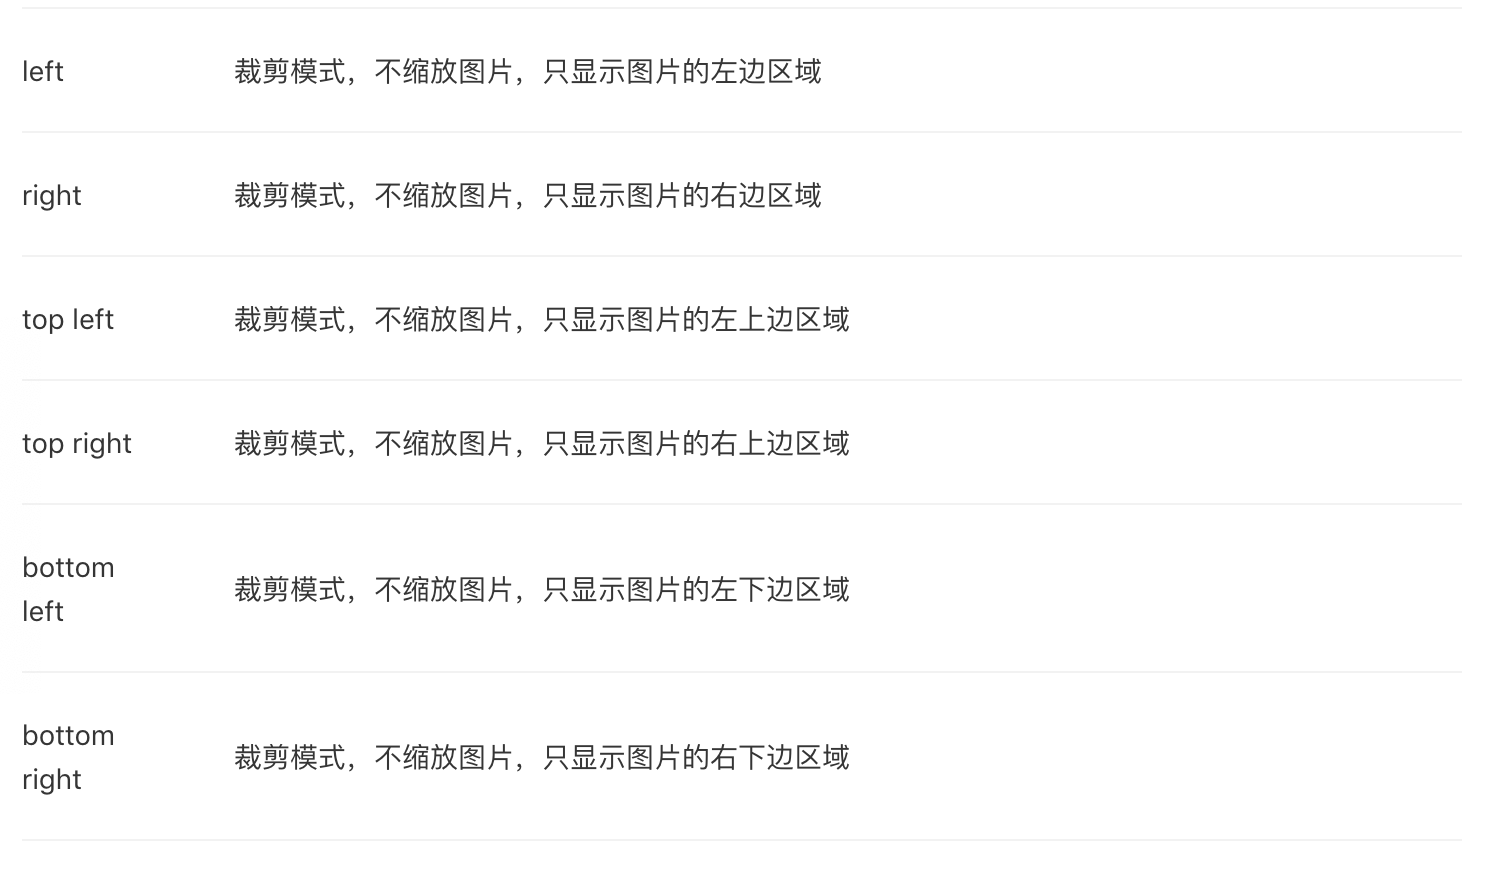 left
裁剪模式，不缩放图片，只显示图片的左边区域
right
裁剪模式，不缩放图片，只显示图片的右边区域
top left
裁剪模式，不缩放图片，只显示图片的左上边区域
top right
裁剪模式，不缩放图片，只显示图片的右上边区域
bottom
left
裁剪模式，不缩放图片，只显示图片的左下边区域
bottom
right
裁剪模式，不缩放图片，只显示图片的右下边区域